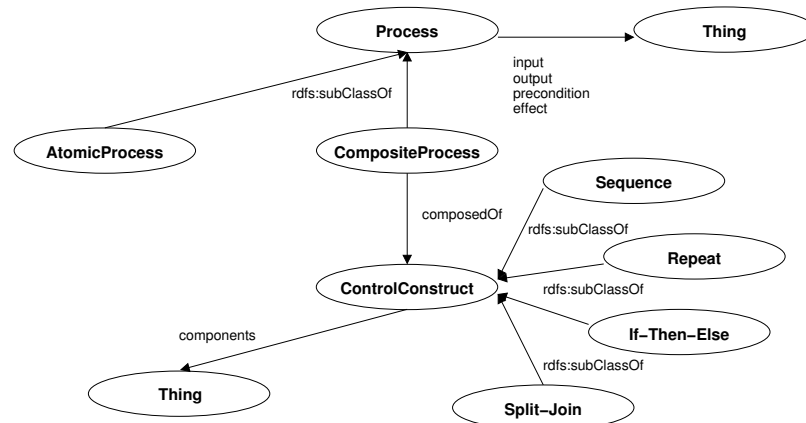 Process
Thing
input
output
precondition
effect
rdfs:subClassOf
AtomicProcess
CompositeProcess
Sequence
composedOf
rdfs:subClassOf
Repeat
ControlConstruct
rdfs:subClassOf
components
If−Then−Else
rdfs:subClassOf
Thing
Split−Join